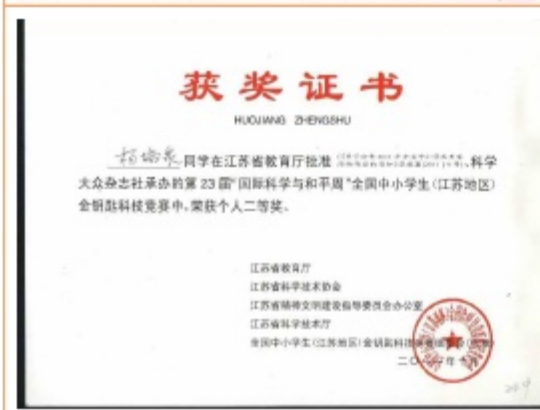 获奖证书
HUOJIANG ZHENGSHU
同学在江苏省教育厅批准 科学
大众杂志社承办的第23届“国际科学与和平周”全国中小学生(江苏地区)
金钥匙科技竞赛中,荣获个人二等奖。
江苏省教育厅
江苏省科学技术协会
江苏省精神文明建设指导委员会办公室
江苏省科学技术厅
全国中小学生(江苏地区)金钥匙科技竞赛
二〇 年十